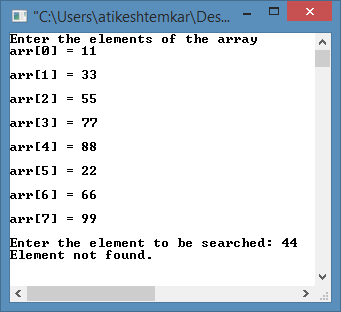 "C:\Users\atikeshtemkar\Des...
Enter the elements of the array
arr[0] = 11
arr[1] = 33
arr[2] = 55
arr[3] = 77
arr[4] = 88
arr[5] = 22
arr[6] = 66
arr[7] = 99
Enter the element to be searched: 44
Element not found.